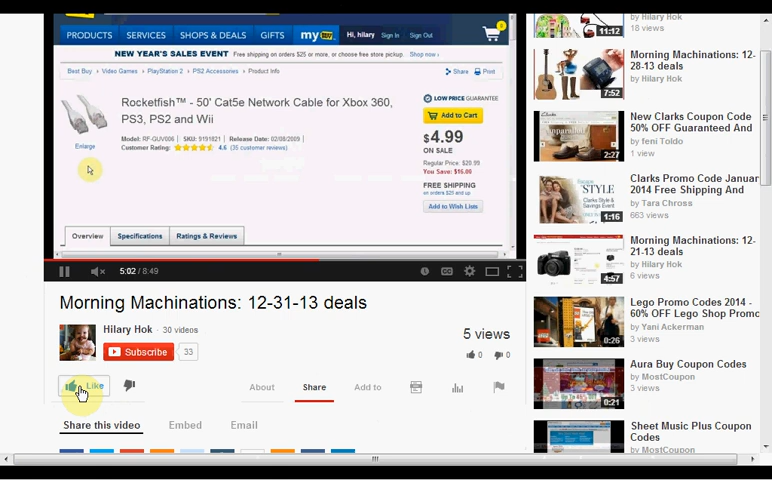 PRODUCTS SERVICES SHOPS & DEALS GIFTS my Hi, hilary Sign In Sign Out
NEW YEAR'S SALES EVENT Free shipping on orders $25 or more, or choose free store pickup. Shop now ›
Best Buy › Video Games › PlayStation 2 › PS2 Accessories › Product Info Share Print
Rocketfish™ - 50' Cat5e Network Cable for Xbox 360,
PS3, PS2 and Wii
Model: RF-GUV006 SKU: 9191821 Release Date: 02/08/2009
Customer Rating: 4.6 (35 customer reviews)
Enlarge
LOW PRICE GUARANTEE
Add to Cart
$4.99
ON SALE
Regular Price: $20.99
You Save: $16.00
FREE SHIPPING
on orders $25 and up
Add to Wish Lists
Overview Specifications Ratings & Reviews
5:02 / 8:49
Morning Machinations: 12-31-13 deals
Hilary Hok · 30 videos
Subscribe 33
5 views
0 0
Like
About Share Add to
Share this video Embed Email
by Hilary Hok
18 views
11:12
Morning Machinations: 12-
28-13 deals
by Hilary Hok
7:52
New Clarks Coupon Code
50% OFF Guaranteed And
by feni Toldo
1 view
2:27
Clarks Promo Code January
2014 Free Shipping And
by Tara Chross
663 views
STYLE
1:16
Morning Machinations: 12-
21-13 deals
by Hilary Hok
6 views
4:57
Lego Promo Codes 2014 -
60% OFF Lego Shop Promo
by Yani Ackerman
3 views
0:26
Aura Buy Coupon Codes
by MostCoupon
3 views
0:21
Sheet Music Plus Coupon
Codes
by MostCoupon